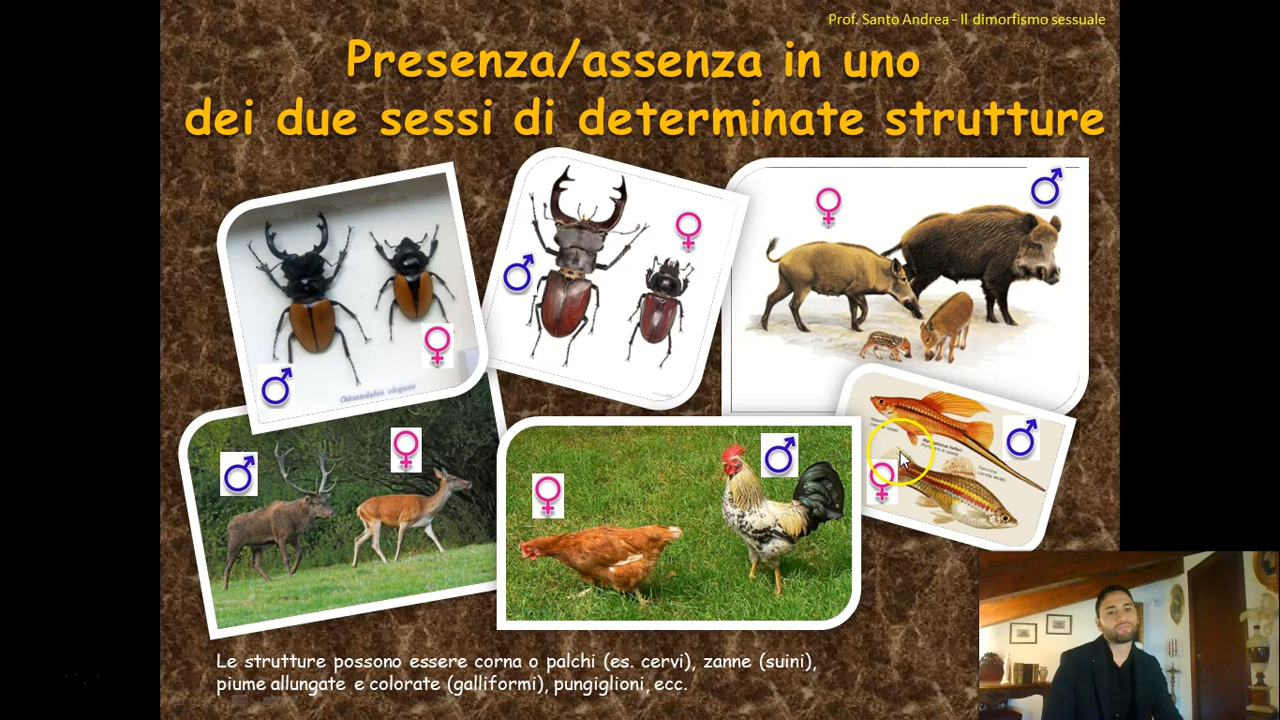 Prof. Santo Andrea - Il dimorfismo sessuale
Presenza/assenza in uno
dei due sessi di determinate strutture
Le strutture possono essere corna o palchi (es. cervi), zanne (suini),
piume allungate e colorate (galliformi), pungiglioni, ecc.